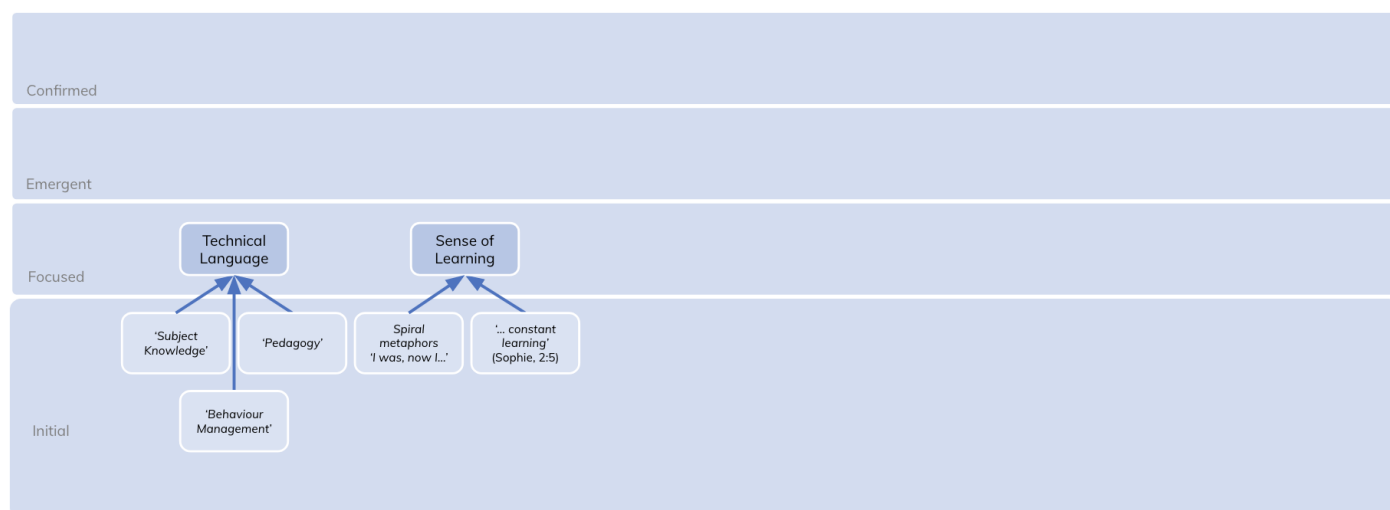 Confirmed
Emergent
Technical
Language
Sense of
Learning
Focused
‘Subject
Knowledge’
‘Pedagogy’
Spiral
metaphors
‘I was, now I...’
‘... constant
learning’
(Sophie, 2:5)
‘Behaviour
Management’
Initial